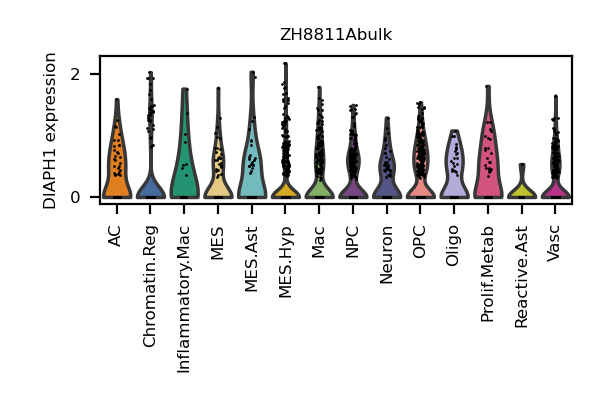 ZH8811Abulk
DIAPH1 expression
2
0
AC
Chromatin.Reg
Inflammatory.Mac
MES
MES.Ast
MES.Hyp
Mac
NPC
Neuron
OPC
Oligo
Prolif.Metab
Reactive.Ast
Vasc